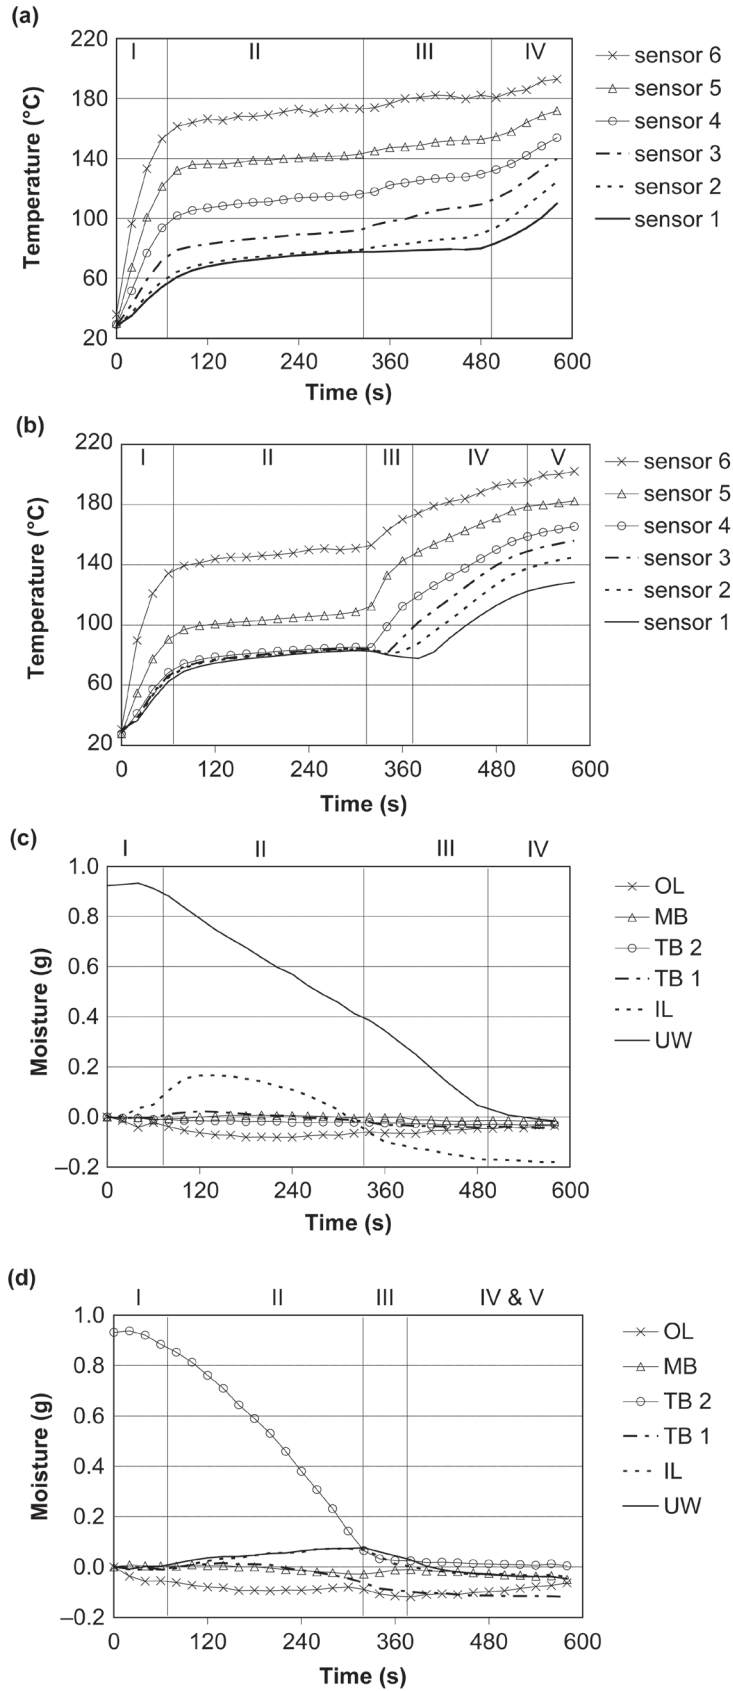 (a)
220
180
140
100
60
20
Temperature (°C)
I II III IV
0 120 240 360 480 600
Time (s)
sensor 6
sensor 5
sensor 4
sensor 3
sensor 2
sensor 1
(b)
220
180
140
100
60
20
Temperature (°C)
I II III IV V
0 120 240 360 480 600
Time (s)
sensor 6
sensor 5
sensor 4
sensor 3
sensor 2
sensor 1
(c)
I II III IV
1.0
0.8
0.6
0.4
0.2
0.0
–0.2
Moisture (g)
0 120 240 360 480 600
Time (s)
OL
MB
TB 2
TB 1
IL
UW
(d)
I II III IV & V
1.0
0.8
0.6
0.4
0.2
0.0
–0.2
Moisture (g)
0 120 240 360 480 600
Time (s)
OL
MB
TB 2
TB 1
IL
UW